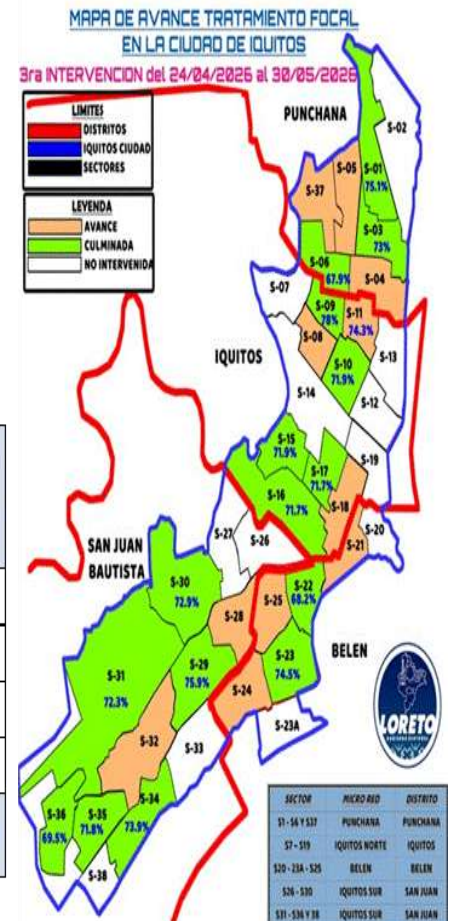 MAPA DE AVANCE TRATAMIENTO FOCAL
EN LA CIUDAD DE IQUITOS
3ra INTERVENCION del 24/04/2026 al 30/05/2026
LIMITES
DISTRITOS
IQUITOS CIUDAD
SECTORES
LEYENDA
AVANCE
CULMINADA
NO INTERVENIDA
PUNCHANA
S-02
S-05
S-01
75.1%
S-37
S-03
73%
S-06
67.9%
S-04
S-07
S-09
78%
S-11
74.3%
S-08
S-13
IQUITOS
S-10
71.9%
S-14
S-12
S-15
71.9%
S-17
71.7%
S-19
S-16
71.7%
S-18
S-20
S-27
S-26
S-21
SAN JUAN
BAUTISTA
S-30
72.9%
S-22
68.2%
S-25
S-28
BELEN
S-29
75.9%
S-23
74.5%
S-31
72.3%
S-24
S-23A
S-32
S-33
S-34
73.9%
S-36
69.5%
S-35
71.8%
S-38
LORETO
SECTOR MICRO RED DISTRITO
S1 - S6 Y S37 PUNCHANA PUNCHANA
S7 - S19 IQUITOS NORTE IQUITOS
S20 - 23A - S25 BELEN BELEN
S26 - S30 IQUITOS SUR SAN JUAN
S31 - S36 Y 38 IQUITOS SUR SAN JUAN